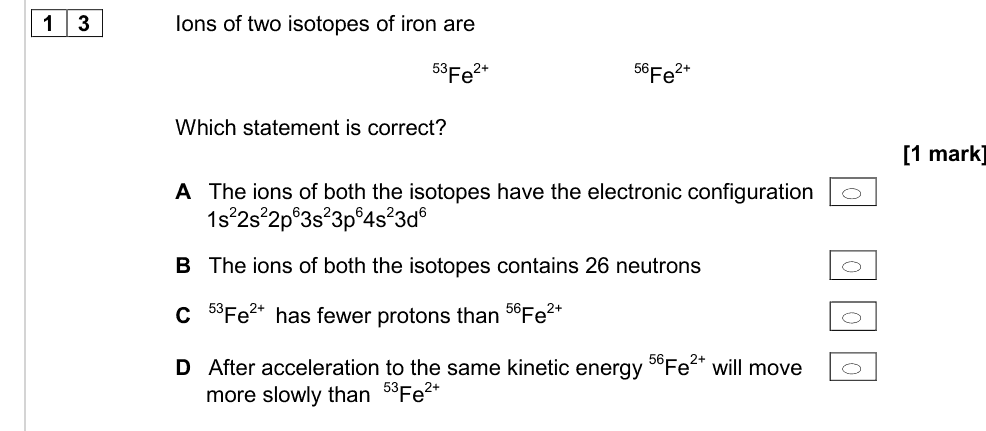 1 3 Ions of two isotopes of iron are
⁵³Fe²⁺ ⁵⁶Fe²⁺
Which statement is correct?
[1 mark]
A The ions of both the isotopes have the electronic configuration
1s²2s²2p⁶3s²3p⁶4s²3d⁶
B The ions of both the isotopes contains 26 neutrons
C ⁵³Fe²⁺ has fewer protons than ⁵⁶Fe²⁺
D After acceleration to the same kinetic energy ⁵⁶Fe²⁺ will move
more slowly than ⁵³Fe²⁺